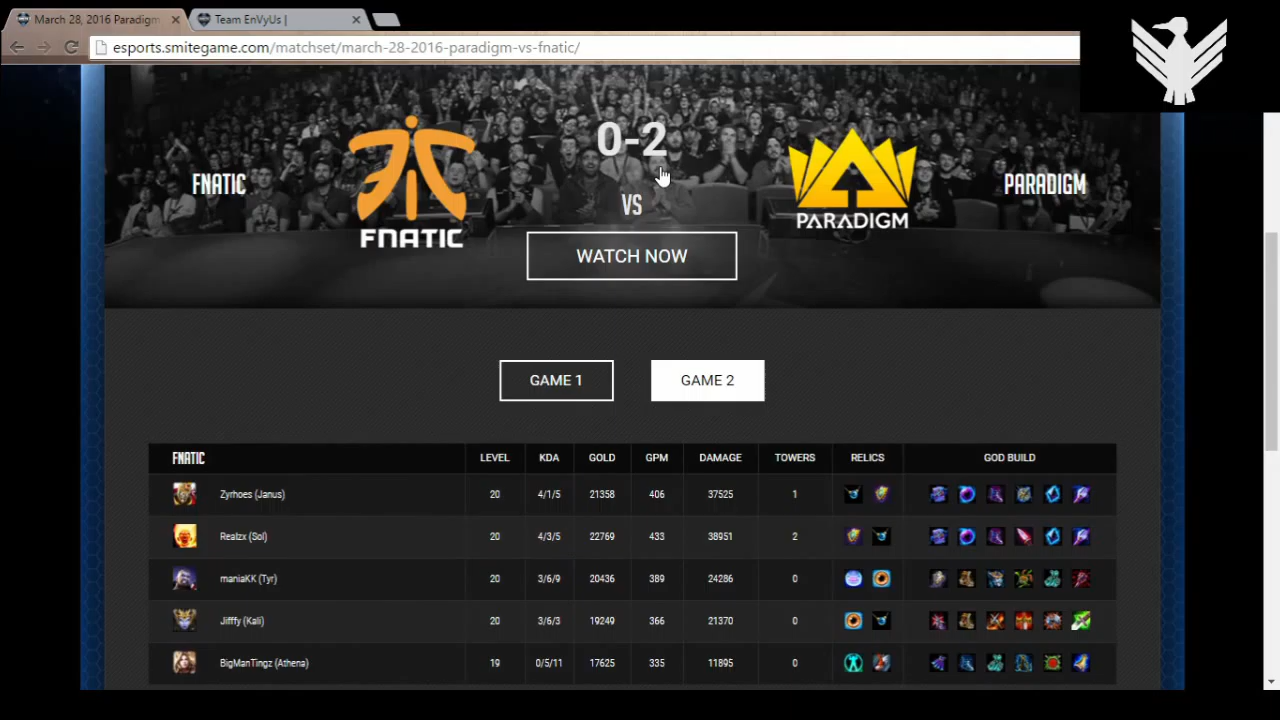 March 28, 2016 Paradigm
Team EnVyUs |
esports.smitegame.com/matchset/march-28-2016-paradigm-vs-fnatic/
0-2
FNATIC
FNATIC
VS
PARADIGM
PARADIGM
WATCH NOW
GAME 1 GAME 2
FNATIC LEVEL KDA GOLD GPM DAMAGE TOWERS RELICS GOD BUILD
Zyrhoes (Janus) 20 4/1/5 21358 406 37525 1
Realzx (Sol) 20 4/3/5 22769 433 38951 2
maniaKK (Tyr) 20 3/6/9 20436 389 24286 0
Jifffy (Kali) 20 3/6/3 19249 366 21370 0
BigManTingz (Athena) 19 0/5/11 17625 335 11895 0